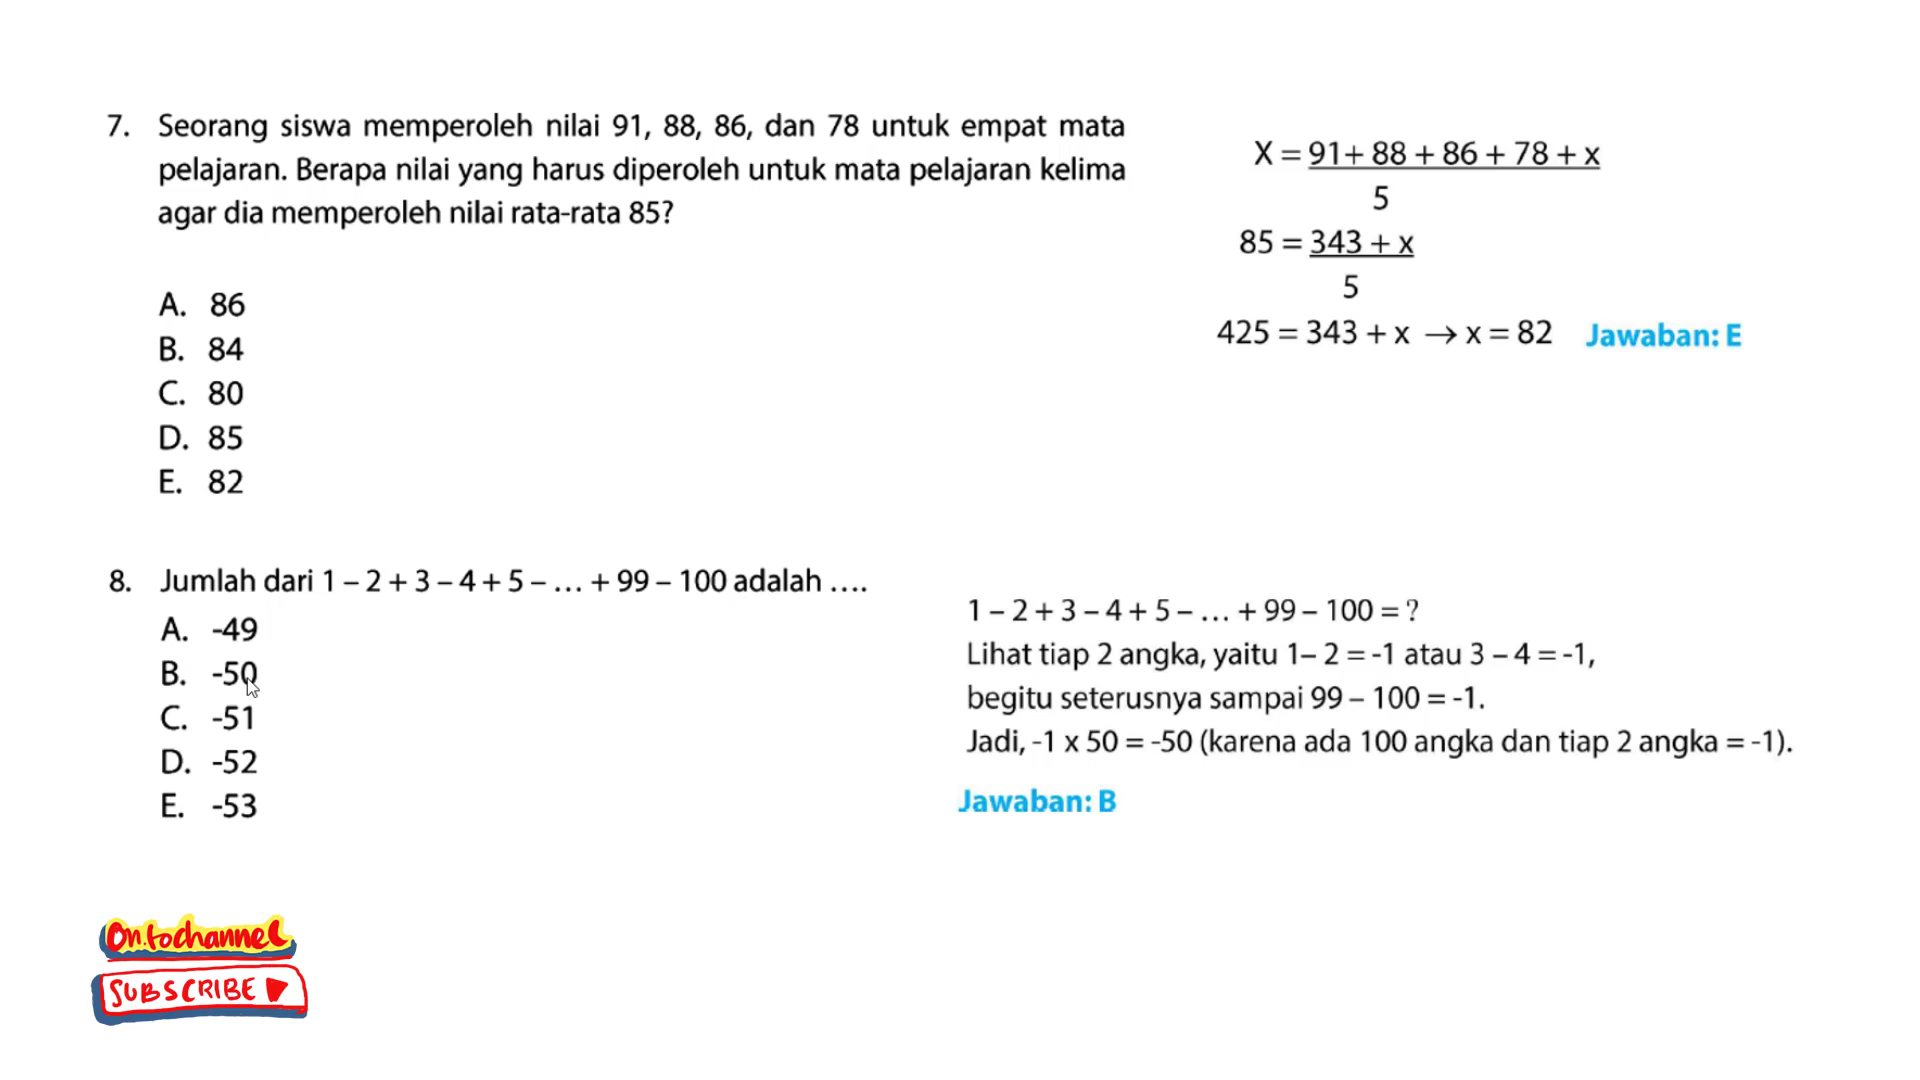 7. Seorang siswa memperoleh nilai 91, 88, 86, dan 78 untuk empat mata
pelajaran. Berapa nilai yang harus diperoleh untuk mata pelajaran kelima
agar dia memperoleh nilai rata-rata 85?
A. 86
B. 84
C. 80
D. 85
E. 82
X = 91+ 88 + 86 + 78 + x
5
85 = 343 + x
5
425 = 343 + x → x = 82 Jawaban: E
8. Jumlah dari 1 – 2 + 3 – 4 + 5 – … + 99 – 100 adalah ….
A. -49
B. -50
C. -51
D. -52
E. -53
1 – 2 + 3 – 4 + 5 – … + 99 – 100 = ?
Lihat tiap 2 angka, yaitu 1– 2 = -1 atau 3 – 4 = -1,
begitu seterusnya sampai 99 – 100 = -1.
Jadi, -1 x 50 = -50 (karena ada 100 angka dan tiap 2 angka = -1).
Jawaban: B
On.tochannel
SUBSCRIBE